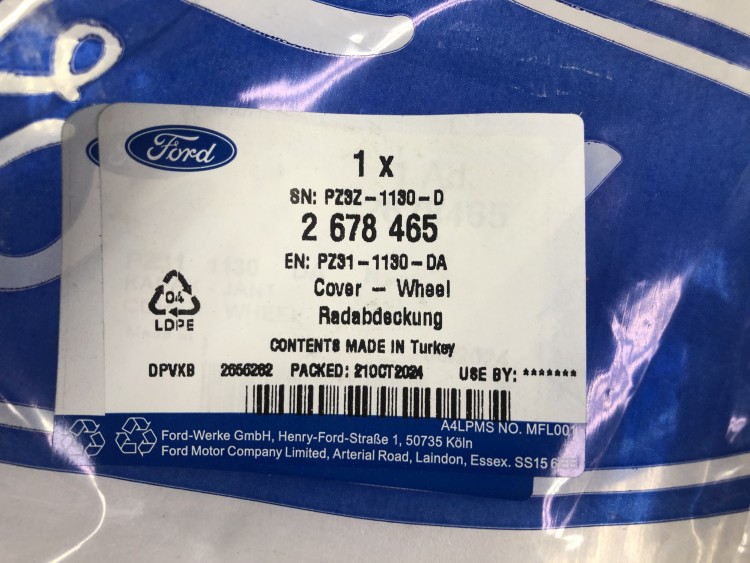 Ford
1 x
SN: PZ3Z-1130-D
2 678 465
EN: PZ31-1130-DA
Cover - Wheel
Radabdeckung
CONTENTS MADE IN Turkey
04
LDPE
DPVXB 2656262 PACKED: 21OCT2024 USE BY: *******
A4LPMS NO. MFL001
Ford-Werke GmbH, Henry-Ford-Straße 1, 50735 Köln
Ford Motor Company Limited, Arterial Road, Laindon, Essex. SS15 6EE